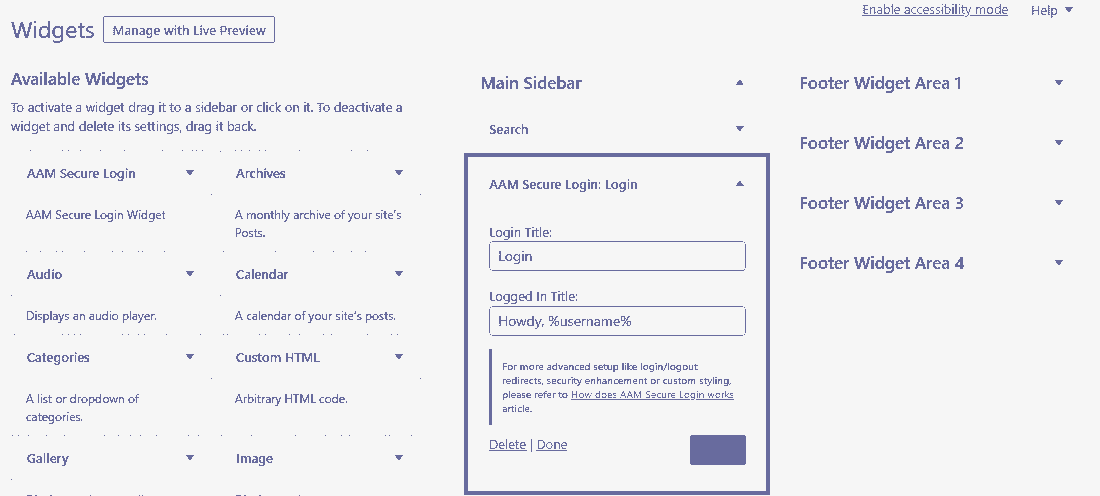 Enable accessibility mode Help
Widgets Manage with Live Preview
Available Widgets
To activate a widget drag it to a sidebar or click on it. To deactivate a
widget and delete its settings, drag it back.
AAM Secure Login
AAM Secure Login Widget
Archives
A monthly archive of your site's
Posts.
Audio
Displays an audio player.
Calendar
A calendar of your site's posts.
Categories
A list or dropdown of
categories.
Custom HTML
Arbitrary HTML code.
Gallery
Image
Main Sidebar
Search
AAM Secure Login: Login
Login Title:
Login
Logged In Title:
Howdy, %username%
For more advanced setup like login/logout
redirects, security enhancement or custom styling,
please refer to How does AAM Secure Login works
article.
Delete | Done
Footer Widget Area 1
Footer Widget Area 2
Footer Widget Area 3
Footer Widget Area 4